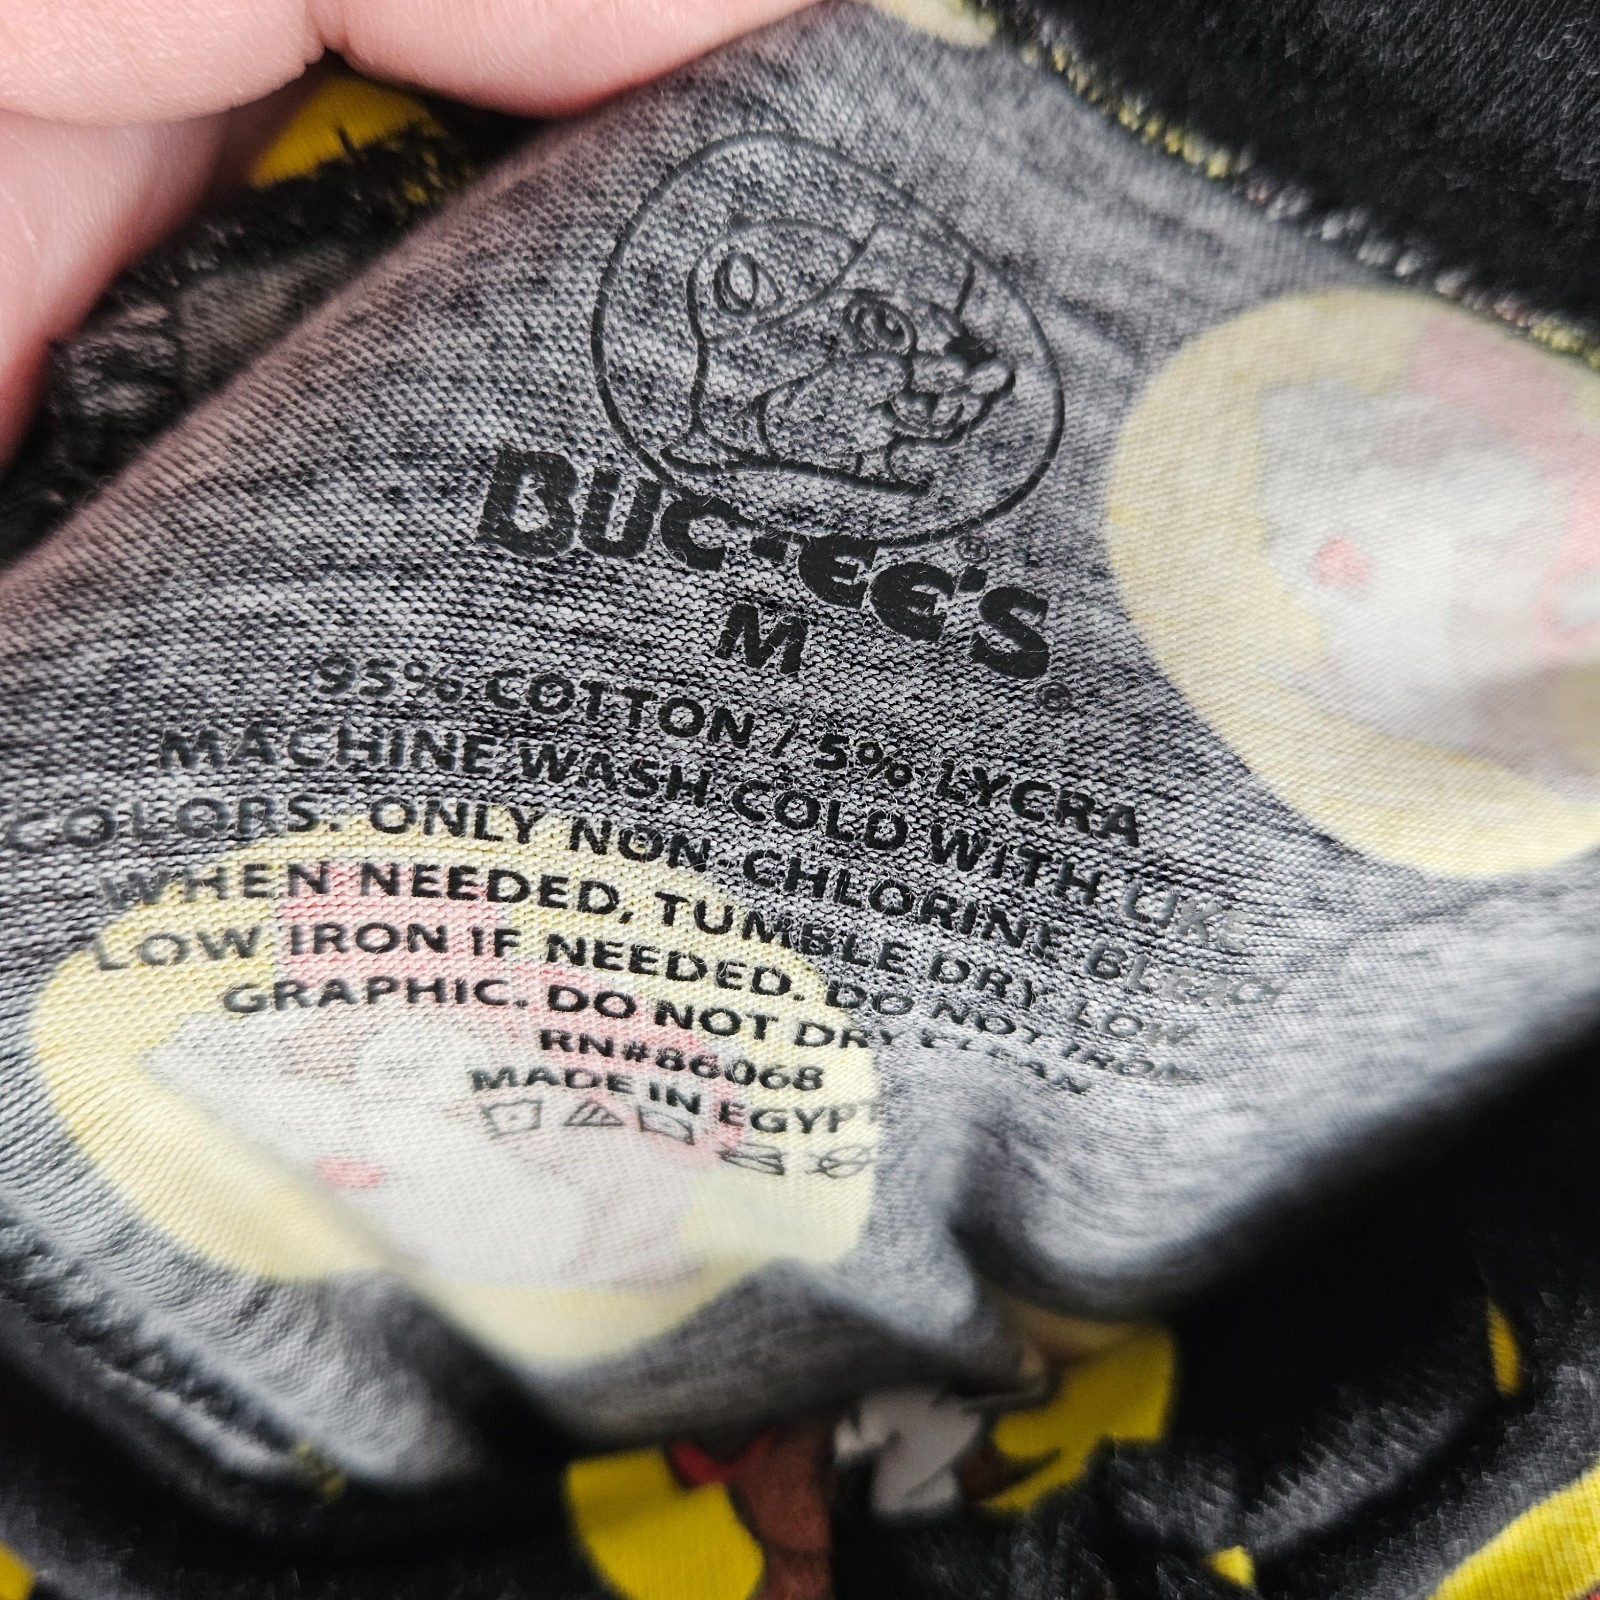 BUC-EE'S®
M
95% COTTON / 5% LYCRA
MACHINE WASH COLD WITH LIKE
COLORS. ONLY NON-CHLORINE BLEACH
WHEN NEEDED, TUMBLE DRY LOW
LOW IRON IF NEEDED. DO NOT IRON
GRAPHIC. DO NOT DRY CLEAN
RN#86068
MADE IN EGYPT